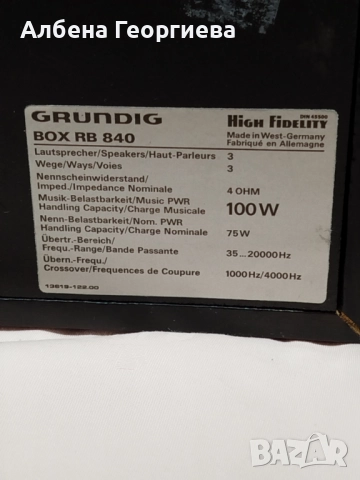 Албена Георгиева
GRUNDIG
BOX RB 840
HIGH FIDELITY
DIN 45500
Made in West-Germany
Fabriqué en Allemagne
Lautsprecher/Speakers/Haut-Parleurs 3
Wege/Ways/Voies 3
Nennscheinwiderstand/
Imped./Impedance Nominale 4 OHM
Musik-Belastbarkeit/Music PWR
Handling Capacity/Charge Musicale 100 W
Nenn-Belastbarkeit/Nom. PWR
Handling Capacity/Charge Nominale 75 W
Übertr.-Bereich/
Frequ.-Range/Bande Passante 35...20000Hz
Übern.-Frequ./
Crossover/Frequences de Coupure 1000Hz/4000Hz
13619-122.00
BAZAR